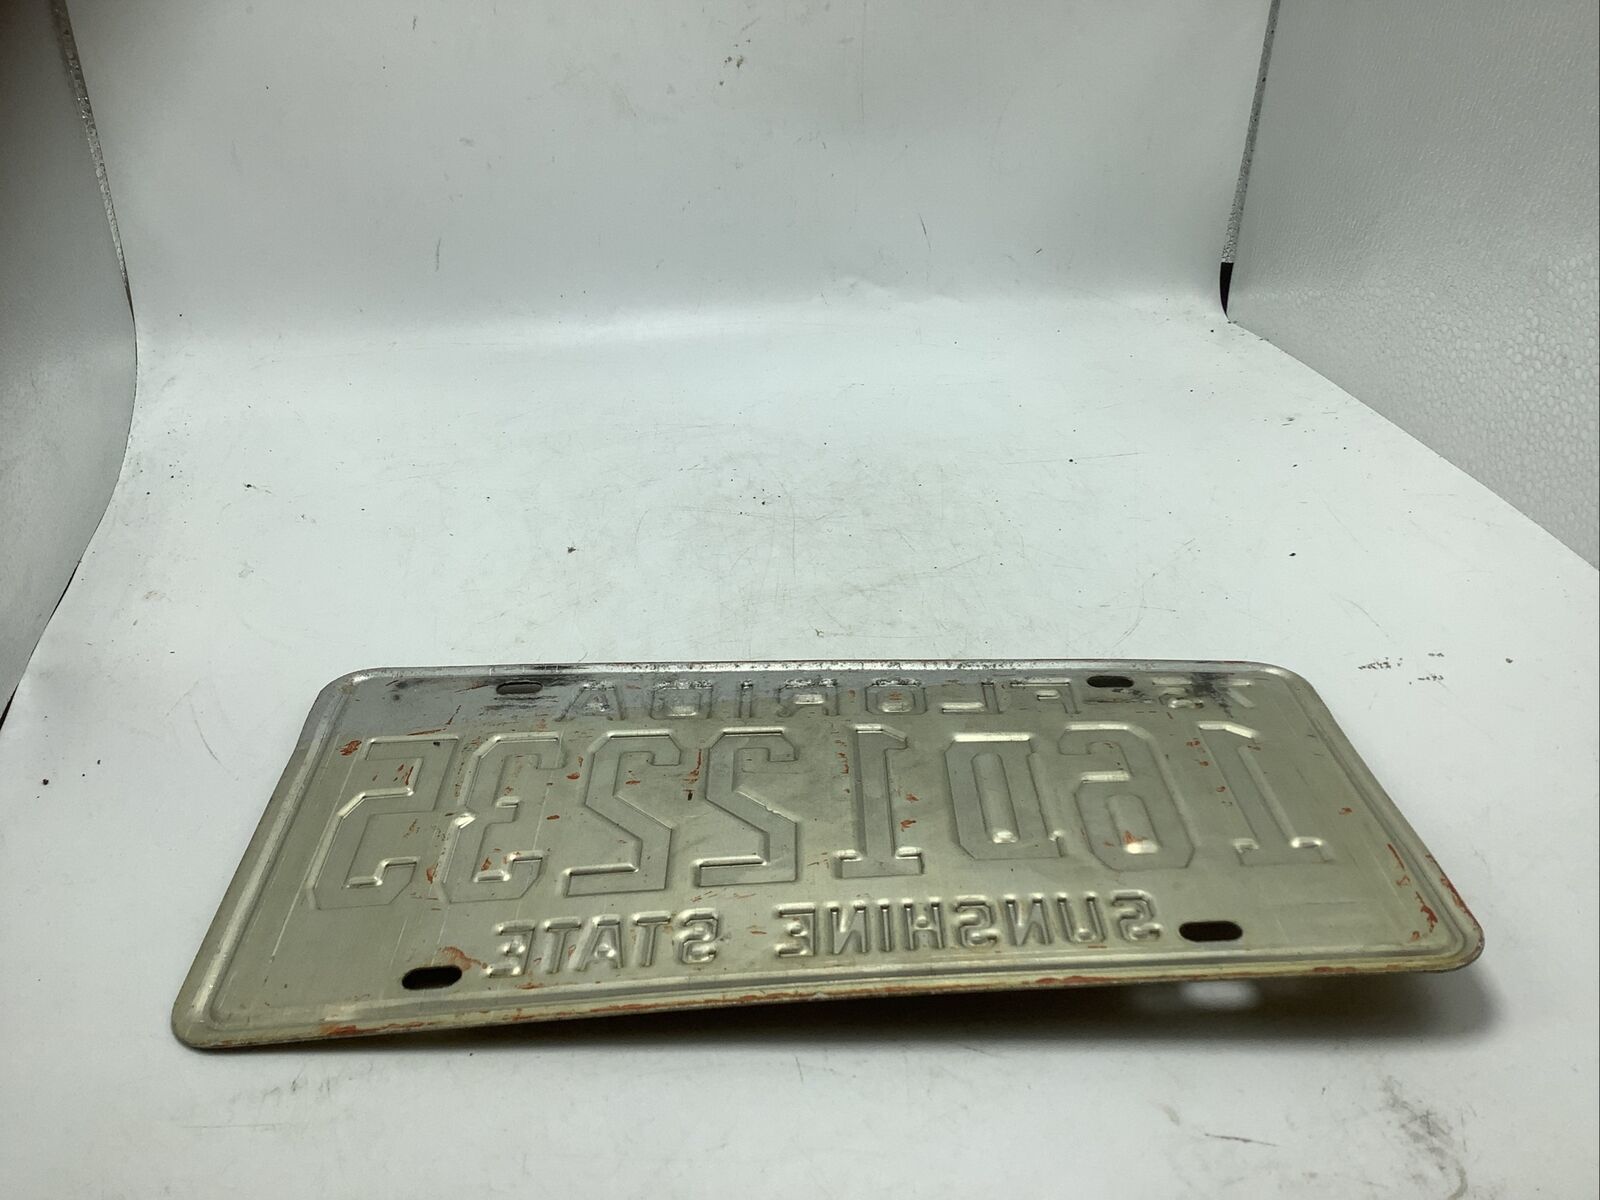 FLORIDA
16D12235
SUNSHINE STATE